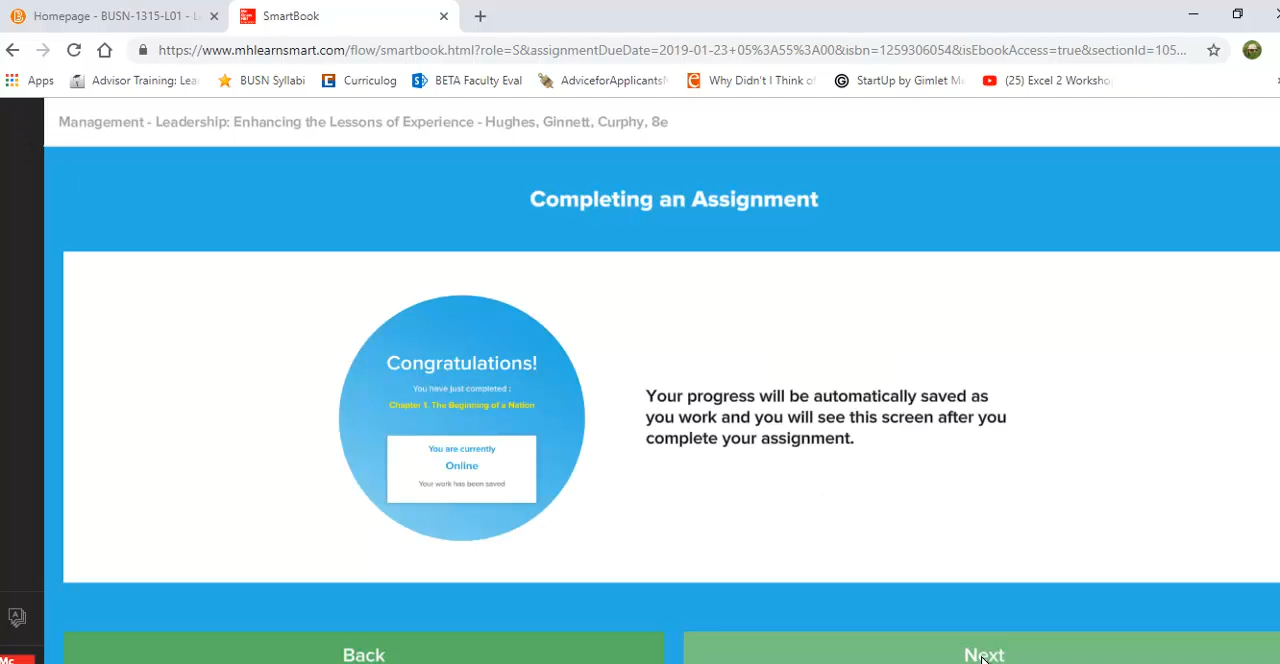 Homepage - BUSN-1315-L01 - L
SmartBook
https://www.mhlearnsmart.com/flow/smartbook.html?role=S&assignmentDueDate=2019-01-23+05%3A55%3A00&isbn=1259306054&isEbookAccess=true&sectionId=105...
Apps Advisor Training: Lea BUSN Syllabi Curriculog BETA Faculty Eval AdviceforApplicants Why Didn't I Think of StartUp by Gimlet Me (25) Excel 2 Worksho
Management - Leadership: Enhancing the Lessons of Experience - Hughes, Ginnett, Curphy, 8e
Completing an Assignment
Congratulations!
You have just completed :
Chapter 1. The Beginning of a Nation
You are currently
Online
Your work has been saved
Your progress will be automatically saved as
you work and you will see this screen after you
complete your assignment.
Back
Next
Mc